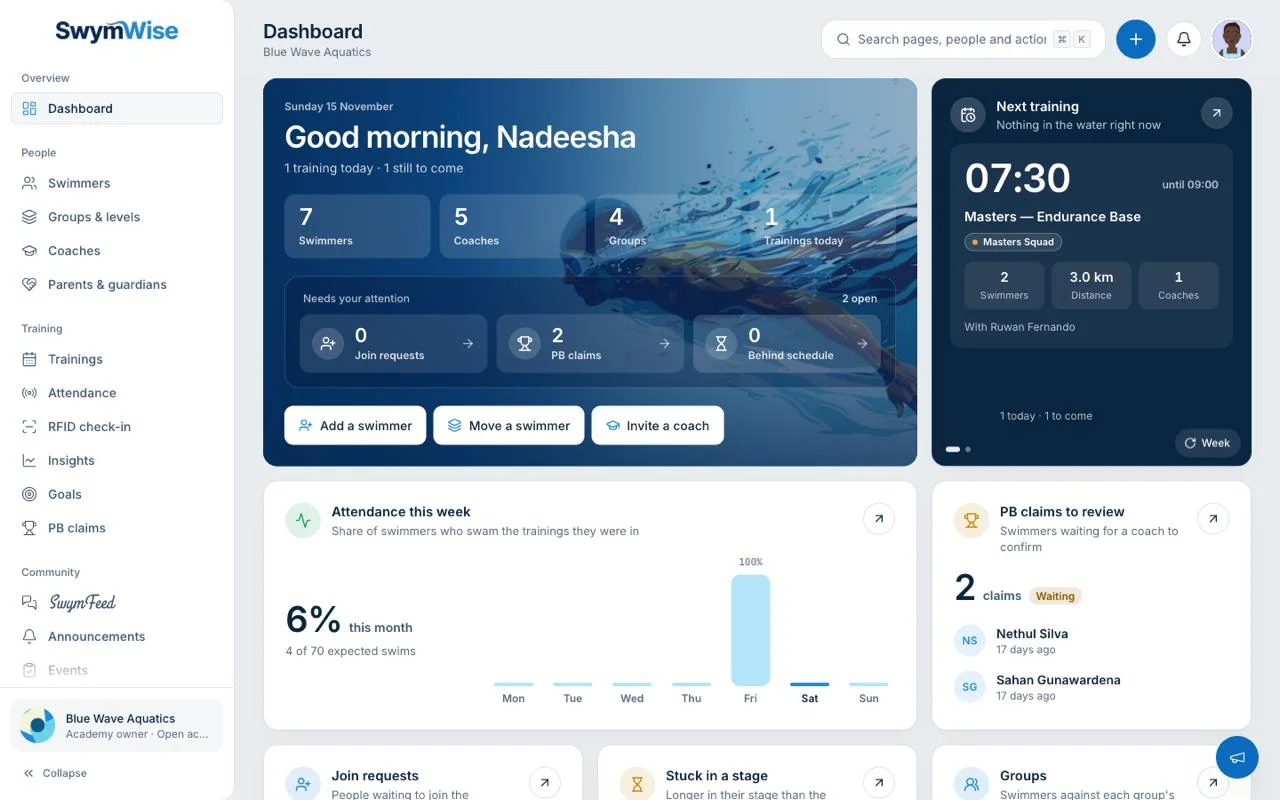 SwymWise
Overview
Dashboard
People
Swimmers
Groups & levels
Coaches
Parents & guardians
Training
Trainings
Attendance
RFID check-in
Insights
Goals
PB claims
Community
SwymFeed
Announcements
Events
Blue Wave Aquatics
Academy owner · Open ac...
Collapse
Dashboard
Blue Wave Aquatics
Search pages, people and action
⌘ K
Sunday 15 November
Good morning, Nadeesha
1 training today · 1 still to come
7
Swimmers
5
Coaches
4
Groups
1
Trainings today
Needs your attention
2 open
0
Join requests
2
PB claims
0
Behind schedule
Add a swimmer
Move a swimmer
Invite a coach
Next training
Nothing in the water right now
07:30
until 09:00
Masters — Endurance Base
Masters Squad
2
Swimmers
3.0 km
Distance
1
Coaches
With Ruwan Fernando
1 today · 1 to come
Week
Attendance this week
Share of swimmers who swam the trainings they were in
6% this month
4 of 70 expected swims
100%
Mon Tue Wed Thu Fri Sat Sun
PB claims to review
Swimmers waiting for a coach to
confirm
2 claims Waiting
NS
Nethul Silva
17 days ago
SG
Sahan Gunawardena
17 days ago
Join requests
People waiting to join the
Stuck in a stage
Longer in their stage than the
Groups
Swimmers against each group's